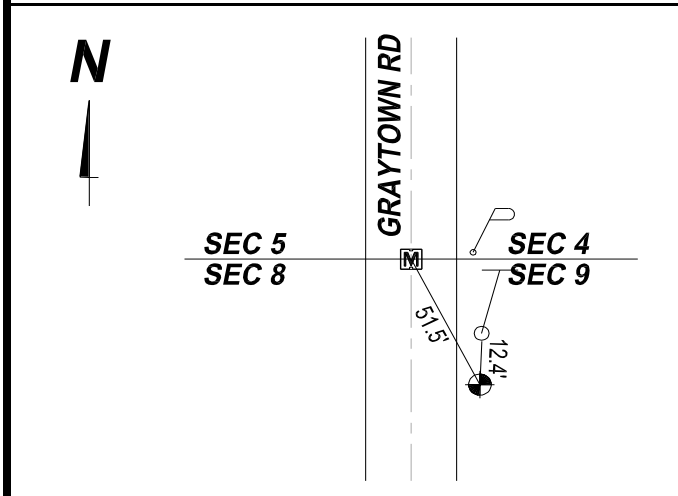 N
GRAYTOWN RD
SEC 5
SEC 4
SEC 8
SEC 9
M
51.5'
12.4'